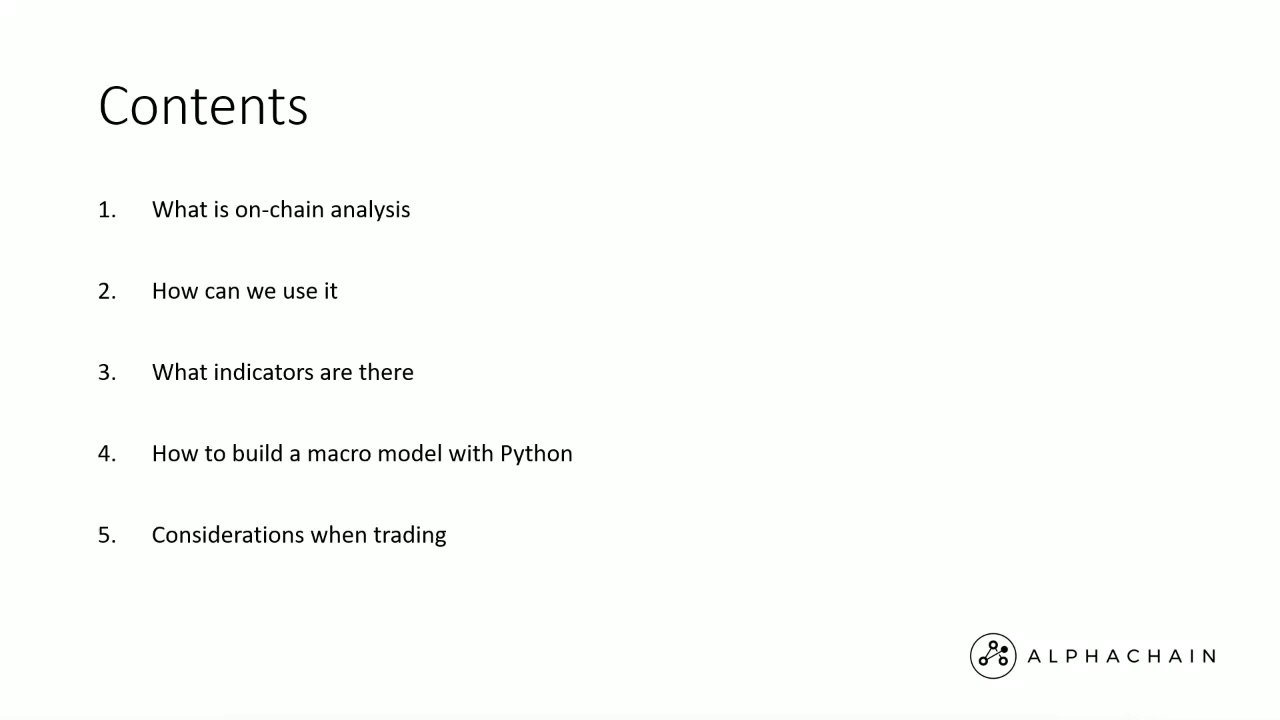 Contents
1. What is on-chain analysis
2. How can we use it
3. What indicators are there
4. How to build a macro model with Python
5. Considerations when trading
ALPHACHAIN